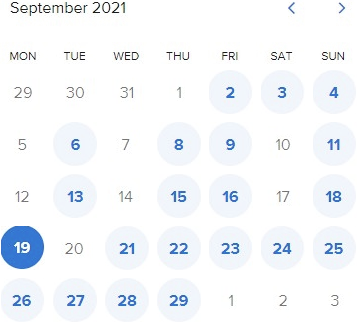 September 2021
MON TUE WED THU FRI SAT SUN
29 30 31 1 2 3 4
5 6 7 8 9 10 11
12 13 14 15 16 17 18
19 20 21 22 23 24 25
26 27 28 29 1 2 3